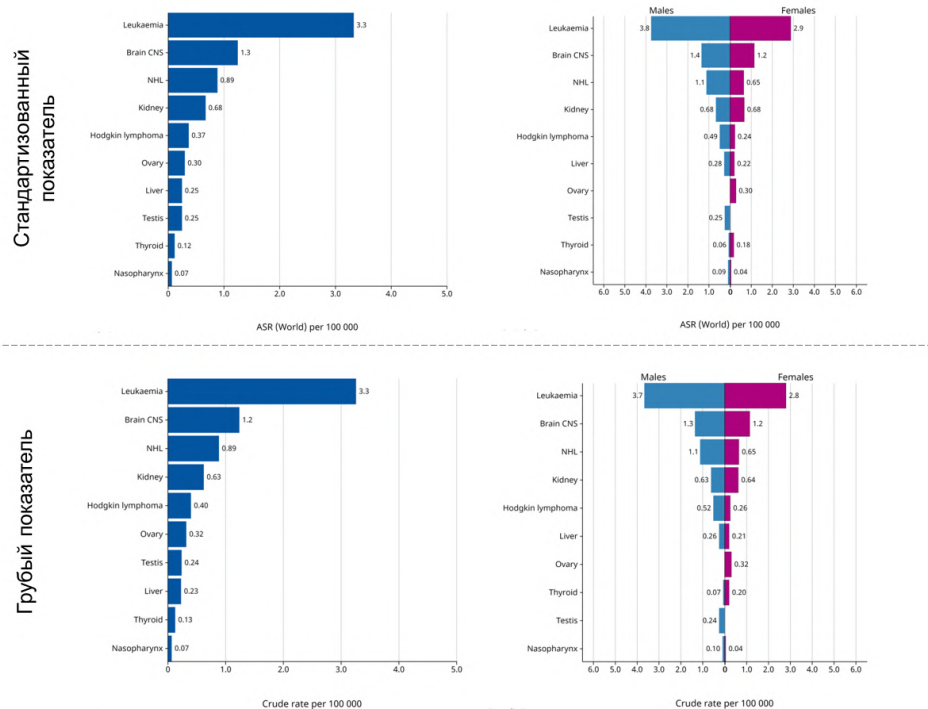 Стандартизованный
показатель
Leukaemia 3.3
Brain CNS 1.3
NHL 0.89
Kidney 0.68
Hodgkin lymphoma 0.37
Ovary 0.30
Liver 0.25
Testis 0.25
Thyroid 0.12
Nasopharynx 0.07
0 1.0 2.0 3.0 4.0 5.0
ASR (World) per 100 000
Males Females
Leukaemia 3.8 2.9
Brain CNS 1.4 1.2
NHL 1.1 0.65
Kidney 0.68 0.68
Hodgkin lymphoma 0.49 0.24
Liver 0.28 0.22
Ovary 0.30
Testis 0.25
Thyroid 0.06 0.18
Nasopharynx 0.09 0.04
6.0 5.0 4.0 3.0 2.0 1.0 0 1.0 2.0 3.0 4.0 5.0 6.0
ASR (World) per 100 000
Грубый показатель
Leukaemia 3.3
Brain CNS 1.2
NHL 0.89
Kidney 0.63
Hodgkin lymphoma 0.40
Ovary 0.32
Testis 0.24
Liver 0.23
Thyroid 0.13
Nasopharynx 0.07
0 1.0 2.0 3.0 4.0 5.0
Crude rate per 100 000
Males Females
Leukaemia 3.7 2.8
Brain CNS 1.3 1.2
NHL 1.1 0.65
Kidney 0.63 0.64
Hodgkin lymphoma 0.52 0.26
Liver 0.26 0.21
Ovary 0.32
Thyroid 0.07 0.20
Testis 0.24
Nasopharynx 0.10 0.04
6.0 5.0 4.0 3.0 2.0 1.0 0 1.0 2.0 3.0 4.0 5.0 6.0
Crude rate per 100 000